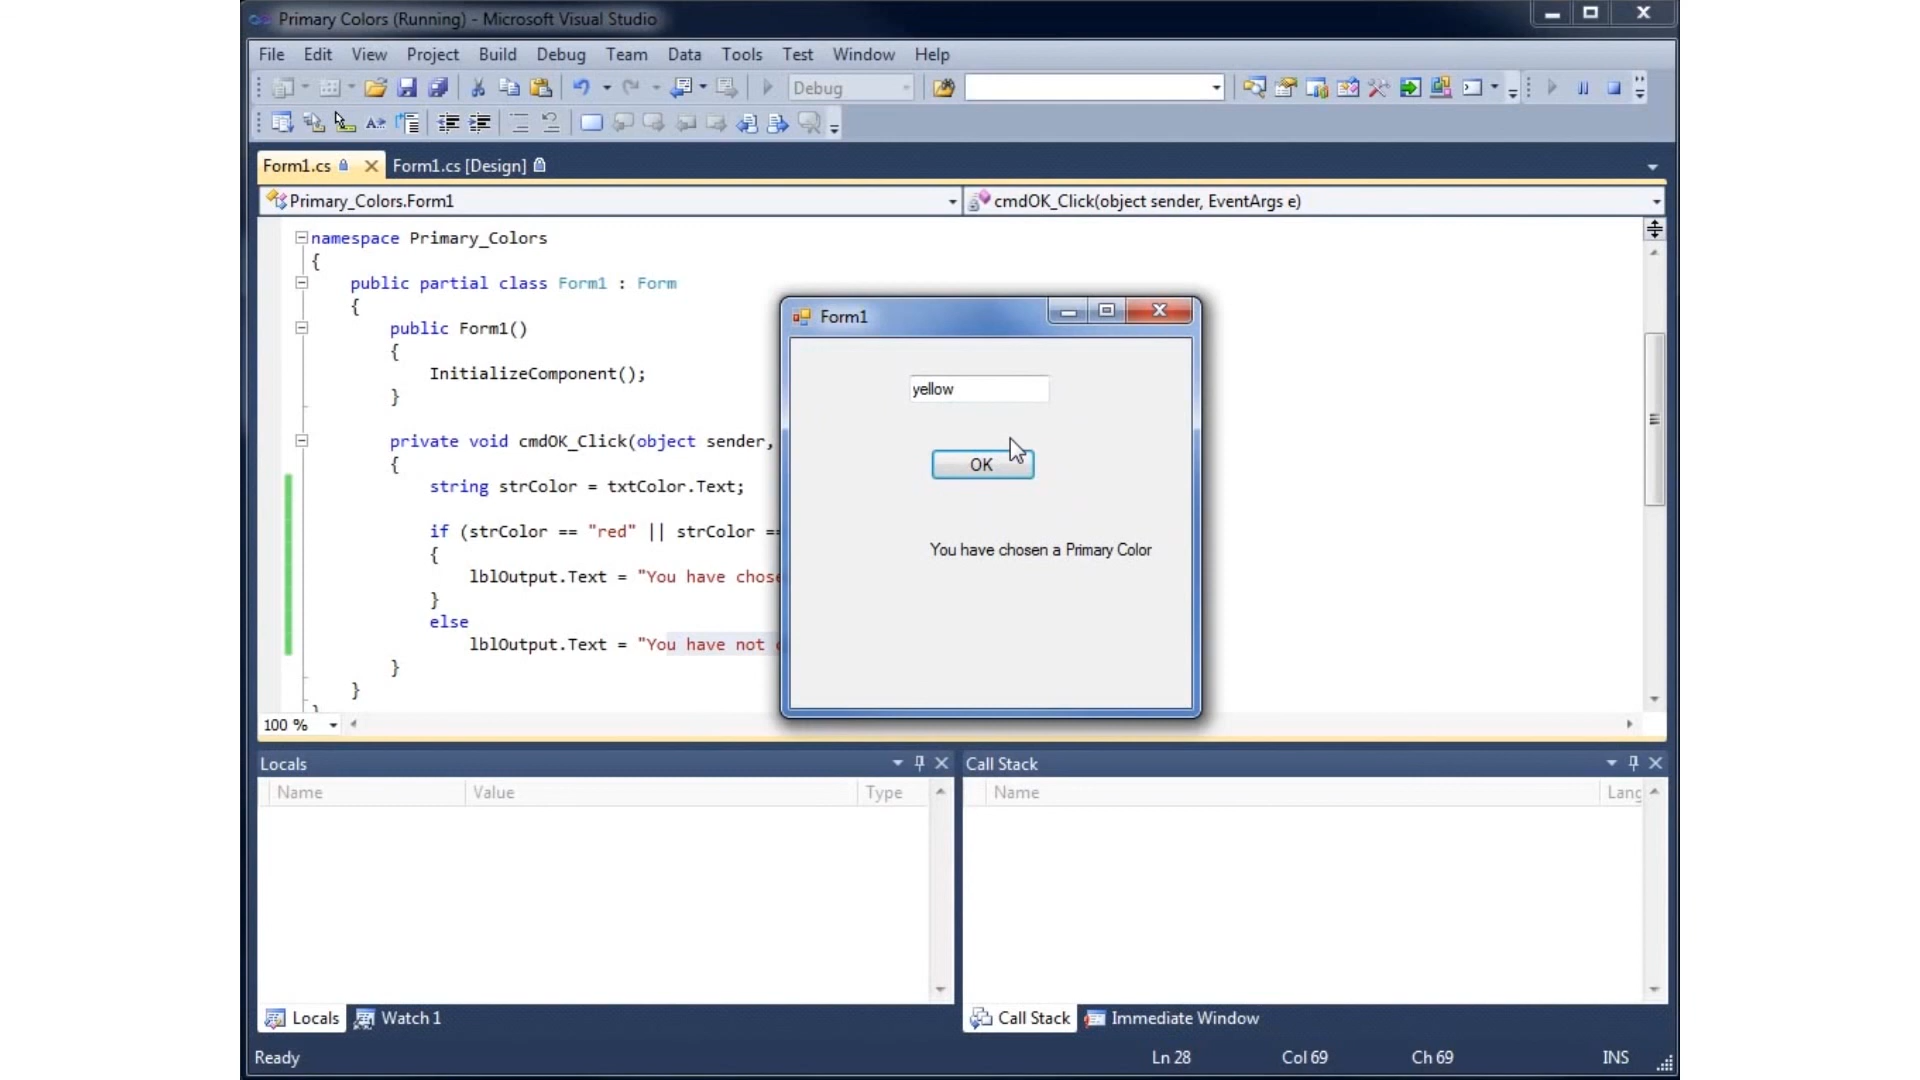 Primary Colors (Running) - Microsoft Visual Studio
File Edit View Project Build Debug Team Data Tools Test Window Help
Debug
Form1.cs Form1.cs [Design]
Primary_Colors.Form1 cmdOK_Click(object sender, EventArgs e)
namespace Primary_Colors
{
public partial class Form1 : Form
{
public Form1()
{
InitializeComponent();
}
private void cmdOK_Click(object sender,
{
string strColor = txtColor.Text;
if (strColor == "red" || strColor ==
{
lblOutput.Text = "You have chose
}
else
lblOutput.Text = "You have not
}
}
}
100 %
Form1
yellow
OK
You have chosen a Primary Color
Locals
Name Value Type
Call Stack
Name Lang
Locals Watch 1
Call Stack Immediate Window
Ready Ln 28 Col 69 Ch 69 INS